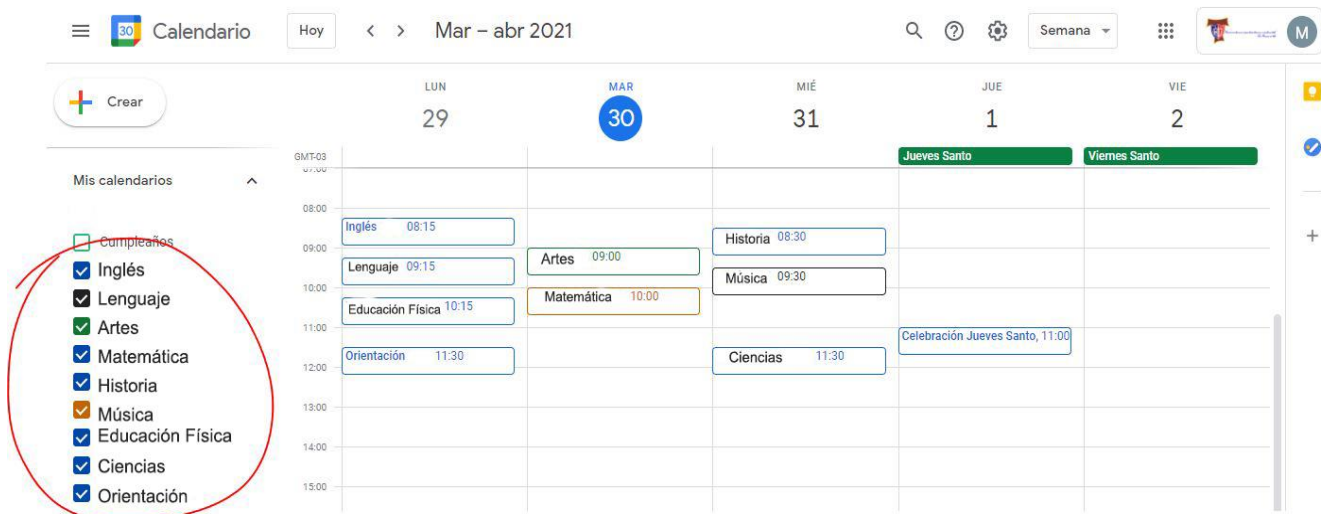 Calendario
Hoy
Mar – abr 2021
Semana
M
Crear
LUN
MAR
MIÉ
JUE
VIE
29
30
31
1
2
GMT-03
Jueves Santo
Viernes Santo
Mis calendarios
07:00
08:00
09:00
10:00
11:00
12:00
13:00
14:00
15:00
Cumpleaños
Inglés
Lenguaje
Artes
Matemática
Historia
Música
Educación Física
Ciencias
Orientación
Inglés 08:15
Lenguaje 09:15
Educación Física 10:15
Orientación 11:30
Artes 09:00
Matemática 10:00
Historia 08:30
Música 09:30
Ciencias 11:30
Celebración Jueves Santo, 11:00